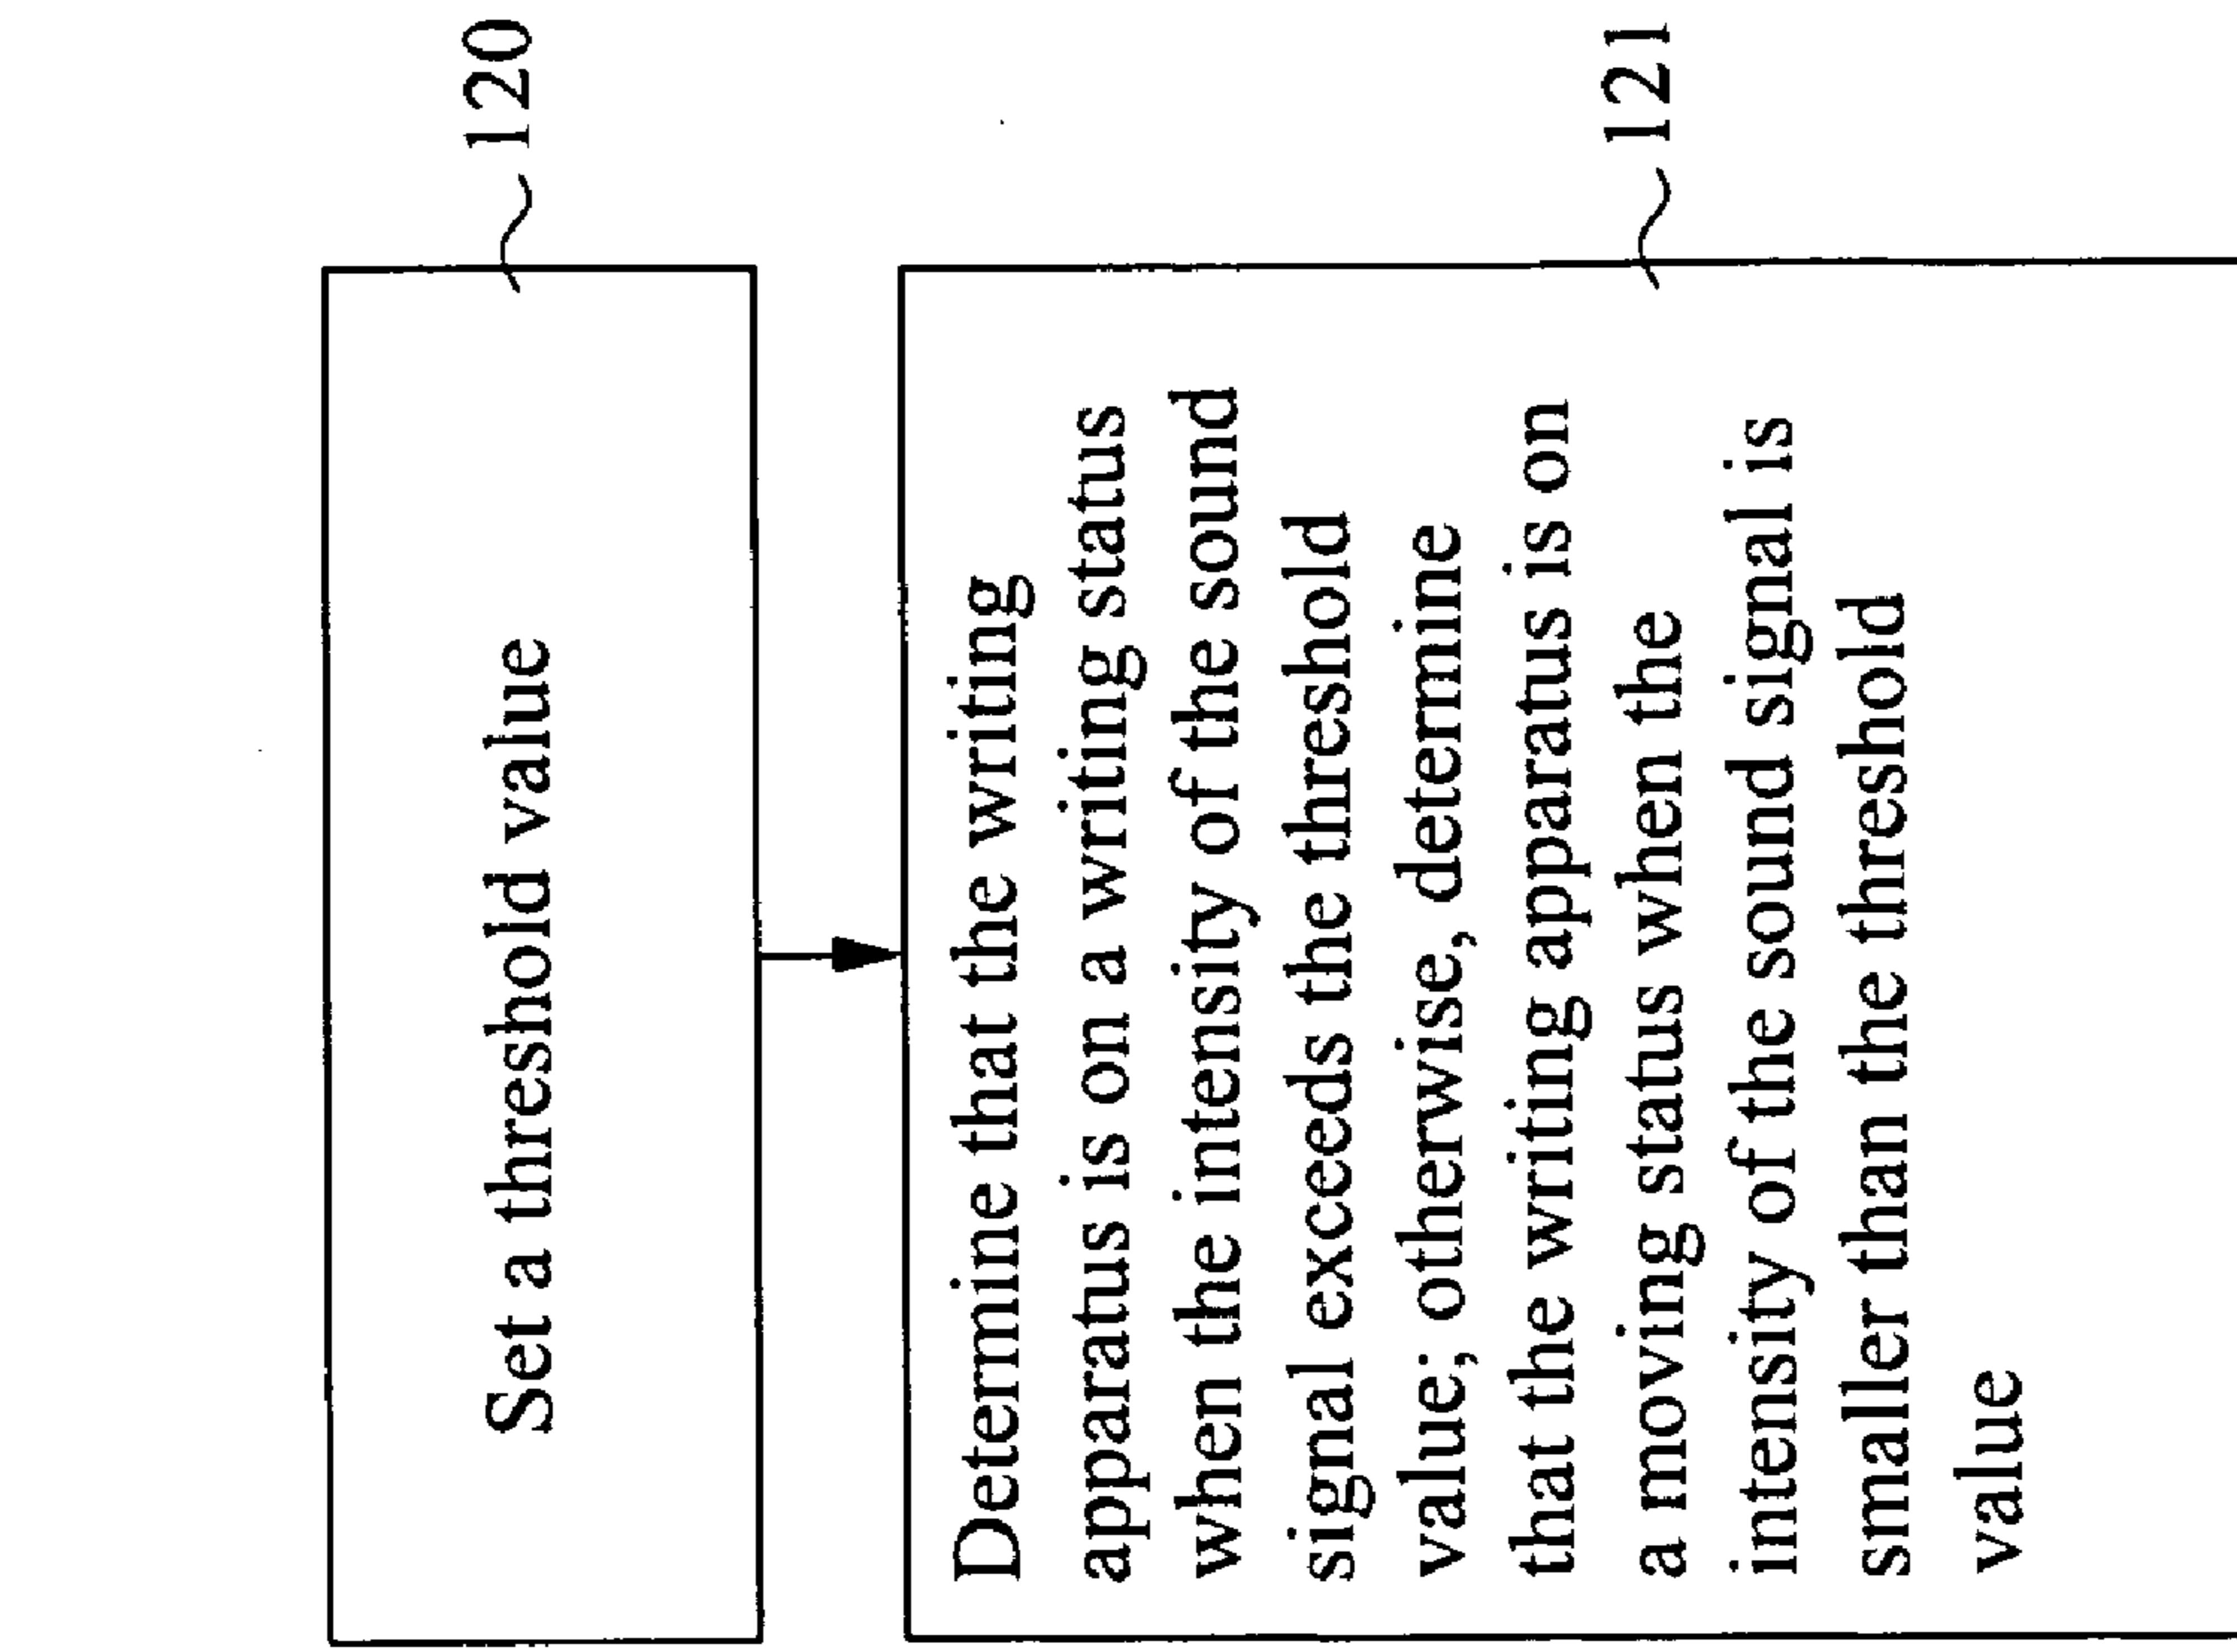 Set a threshold value
120
Determine that the writing
apparatus is on a writing status
when the intensity of the sound
signal exceeds the threshold
value; otherwise, determine
that the writing apparatus is on
a moving status when the
intensity of the sound signal is
smaller than the threshold
value
121